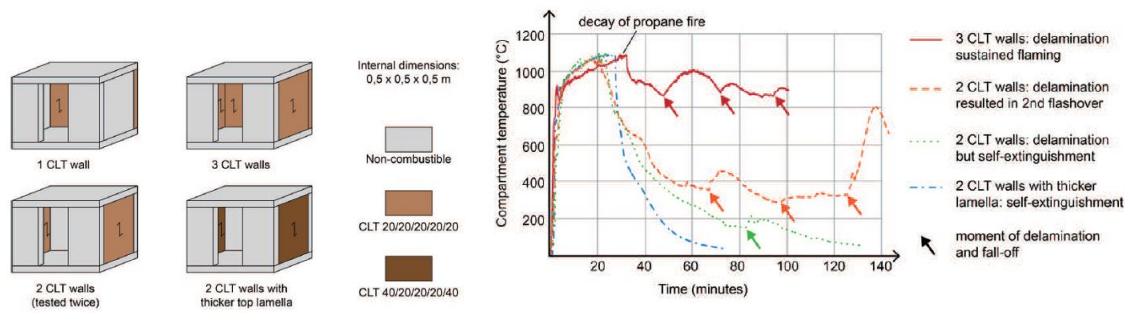 1 CLT wall
3 CLT walls
2 CLT walls
(tested twice)
2 CLT walls with
thicker top lamella
Internal dimensions:
0,5 x 0,5 x 0,5 m
Non-combustible
CLT 20/20/20/20/20
CLT 40/20/20/20/40
decay of propane fire
Compartment temperature (°C)
1200
1000
800
600
400
200
20
40
60
80
100
120
140
Time (minutes)
3 CLT walls: delamination
sustained flaming
2 CLT walls: delamination
resulted in 2nd flashover
2 CLT walls: delamination
but self-extinguishment
2 CLT walls with thicker
lamella: self-extinguishment
moment of delamination
and fall-off